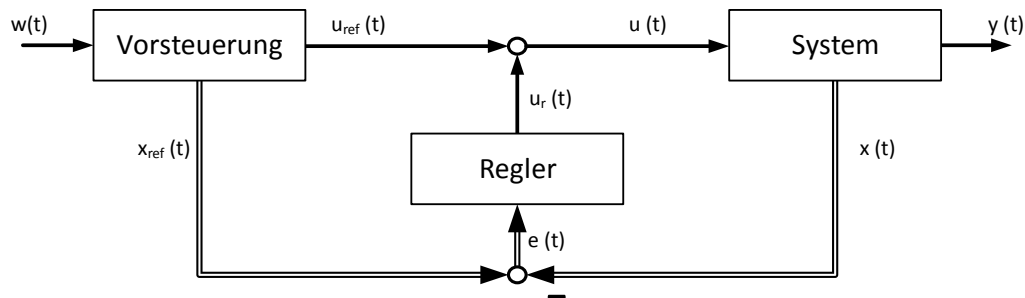 w(t)
Vorsteuerung
u_ref (t)
u (t)
System
y (t)
u_r (t)
x_ref (t)
Regler
x (t)
e (t)
–